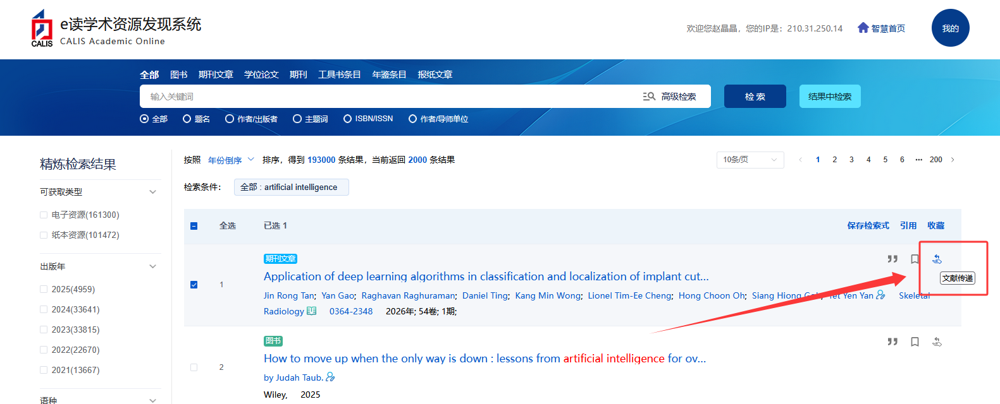 e读学术资源发现系统
CALIS Academic Online
CALIS
欢迎您赵晶晶，您的IP是：210.31.250.14
智慧首页
我的
全部 图书 期刊文章 学位论文 期刊 工具书条目 年鉴条目 报纸文章
输入关键词
高级检索
检 索
结果中检索
全部 题名 作者/出版者 主题词 ISBN/ISSN 作者/导师单位
精炼检索结果
可获取类型
电子资源(161300)
纸本资源(101472)
出版年
2025(4959)
2024(33641)
2023(33815)
2022(22670)
2021(13667)
语种
按照 年份倒序 排序，得到 193000 条结果，当前返回 2000 条结果
10条/页
1 2 3 4 5 6 ••• 200
检索条件：
全部 : artificial intelligence
全选 已选 1
保存检索式 引用 收藏
期刊文章
1
Application of deep learning algorithms in classification and localization of implant cut...
文献传递
Jin Rong Tan; Yan Gao; Raghavan Raghuraman; Daniel Ting; Kang Min Wong; Lionel Tim-Ee Cheng; Hong Choon Oh; Siang Hiong Yen Yan Skeletal
Radiology 0364-2348 2026年; 54卷; 1期;
图书
2
How to move up when the only way is down : lessons from artificial intelligence for ov...
by Judah Taub.
Wiley, 2025